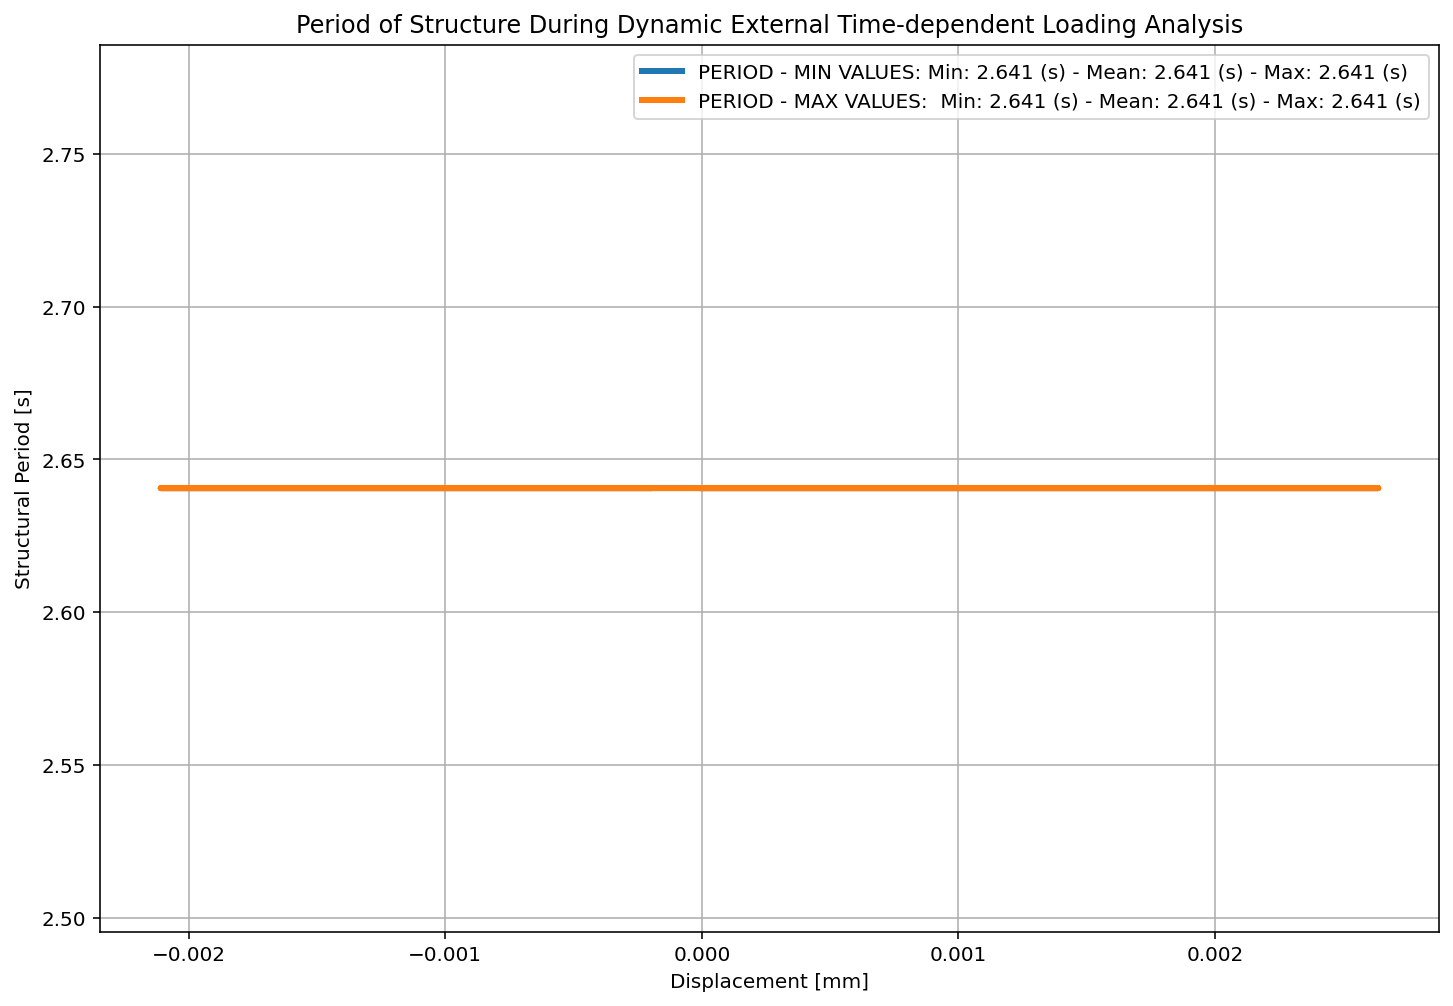 Period of Structure During Dynamic External Time-dependent Loading Analysis
PERIOD - MIN VALUES: Min: 2.641 (s) - Mean: 2.641 (s) - Max: 2.641 (s)
PERIOD - MAX VALUES:  Min: 2.641 (s) - Mean: 2.641 (s) - Max: 2.641 (s)
2.75
2.70
2.65
2.60
2.55
2.50
Structural Period [s]
−0.002
−0.001
0.000
0.001
0.002
Displacement [mm]